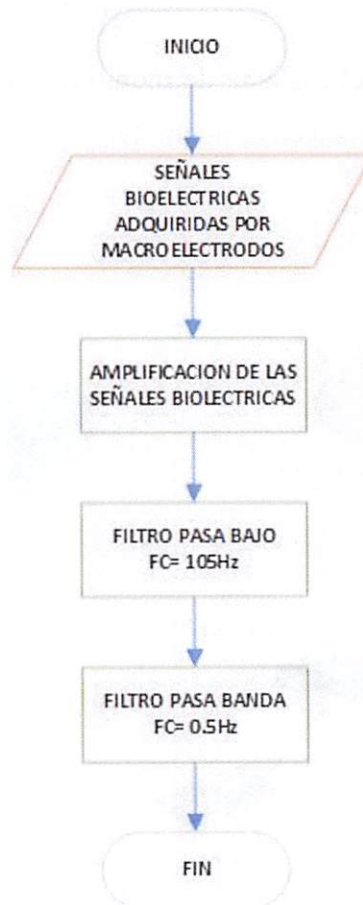 INICIO
SEÑALES
BIOELECTRICAS
ADQUIRIDAS POR
MACROELECTRODOS
AMPLIFICACION DE LAS
SEÑALES BIOLECTRICAS
FILTRO PASA BAJO
FC= 105Hz
FILTRO PASA BANDA
FC= 0.5Hz
FIN